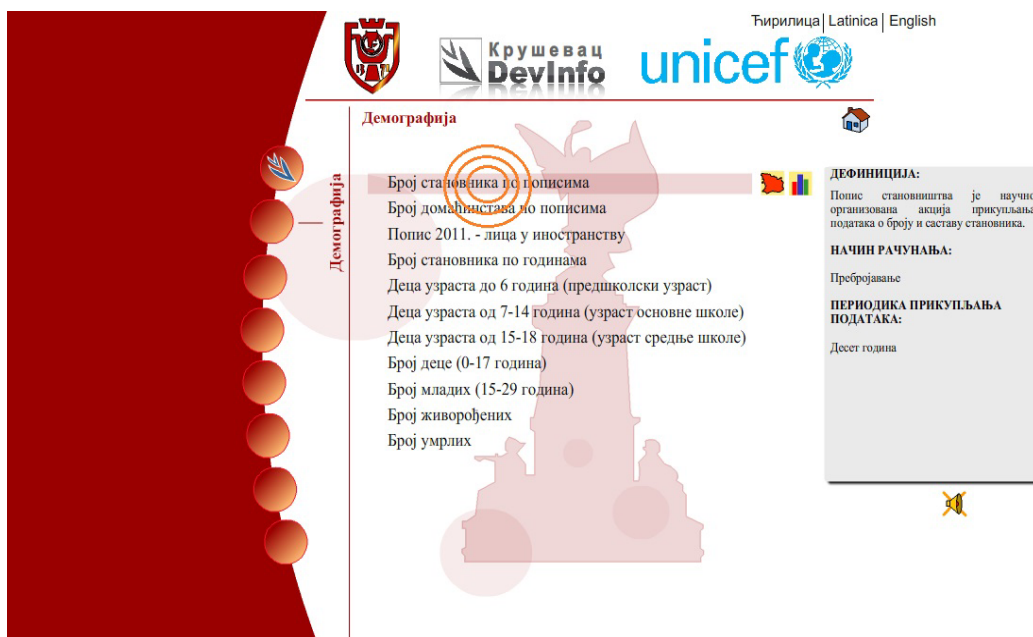 Ћирилица | Latinica | English
Крушевац
DevInfo
unicef
Демографија
Демографија
Број становника по пописима
Број домаћинстава по пописима
Попис 2011. - лица у иностранству
Број становника по годинама
Деца узраста до 6 година (предшколски узраст)
Деца узраста од 7-14 година (узраст основне школе)
Деца узраста од 15-18 година (узраст средње школе)
Број деце (0-17 година)
Број младих (15-29 година)
Број живорођених
Број умрлих
ДЕФИНИЦИЈА:
Попис становништва је научно
организована акција прикупљања
података о броју и саставу становника.
НАЧИН РАЧУНАЊА:
Пребројавање
ПЕРИОДИКА ПРИКУПЉАЊА
ПОДАТАКА:
Десет година